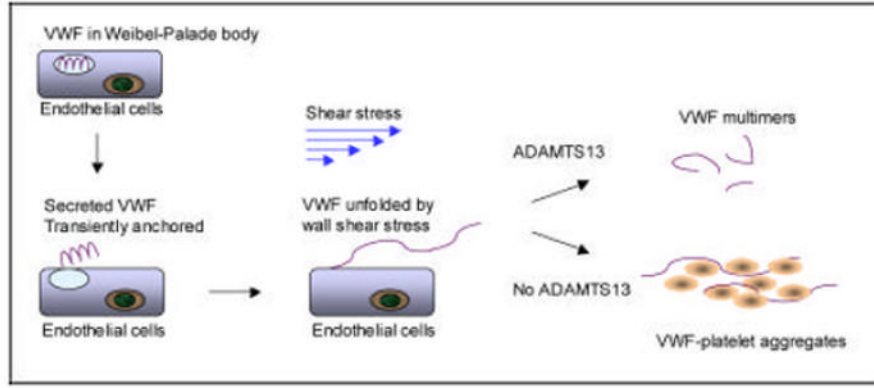 VWF in Weibel-Palade body
Endothelial cells
Shear stress
VWF multimers
ADAMTS13
Secreted VWF
Transiently anchored
VWF unfolded by
wall shear stress
No ADAMTS13
Endothelial cells
Endothelial cells
VWF-platelet aggregates